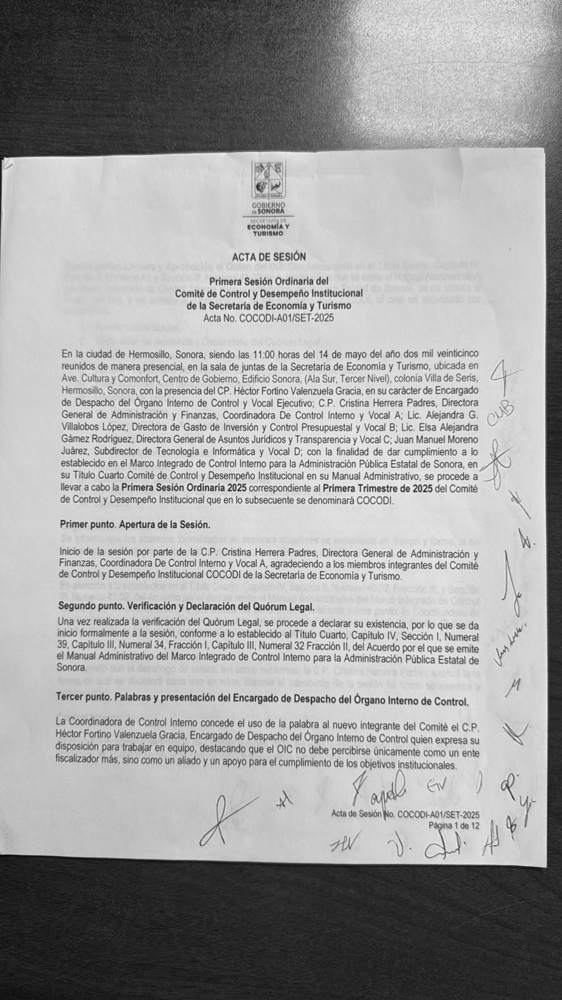 ESTADO DE SONORA
GOBIERNO
DE SONORA
SECRETARÍA DE
ECONOMÍA Y
TURISMO
ACTA DE SESIÓN
Primera Sesión Ordinaria del
Comité de Control y Desempeño Institucional
de la Secretaría de Economía y Turismo
Acta No. COCODI-A01/SET-2025
En la ciudad de Hermosillo, Sonora, siendo las 11:00 horas del 14 de mayo del año dos mil veinticinco
reunidos de manera presencial, en la sala de juntas de la Secretaría de Economía y Turismo, ubicada en
Ave. Cultura y Comonfort, Centro de Gobierno, Edificio Sonora, (Ala Sur, Tercer Nivel), colonia Villa de Seris,
Hermosillo, Sonora, con la presencia del CP. Héctor Fortino Valenzuela Gracia, en su carácter de Encargado
de Despacho del Órgano Interno de Control y Vocal Ejecutivo; C.P. Cristina Herrera Padres, Directora
General de Administración y Finanzas, Coordinadora De Control Interno y Vocal A; Lic. Alejandra G.
Villalobos López, Directora de Gasto de Inversión y Control Presupuestal y Vocal B; Lic. Elsa Alejandra
Gámez Rodríguez, Directora General de Asuntos Jurídicos y Transparencia y Vocal C; Juan Manuel Moreno
Juárez, Subdirector de Tecnología e Informática y Vocal D; con la finalidad de dar cumplimiento a lo
establecido en el Marco Integrado de Control Interno para la Administración Pública Estatal de Sonora, en
su Título Cuarto Comité de Control y Desempeño Institucional en su Manual Administrativo, se procede a
llevar a cabo la Primera Sesión Ordinaria 2025 correspondiente al Primer Trimestre de 2025 del Comité
de Control y Desempeño Institucional que en lo subsecuente se denominará COCODI.
Primer punto. Apertura de la Sesión.
Inicio de la sesión por parte de la C.P. Cristina Herrera Padres, Directora General de Administración y
Finanzas, Coordinadora De Control Interno y Vocal A, agradeciendo a los miembros integrantes del Comité
de Control y Desempeño Institucional COCODI de la Secretaría de Economía y Turismo.
Segundo punto. Verificación y Declaración del Quórum Legal.
Una vez realizada la verificación del Quórum Legal, se procede a declarar su existencia, por lo que se da
inicio formalmente a la sesión, conforme a lo establecido al Título Cuarto, Capítulo IV, Sección I, Numeral
39, Capítulo III, Numeral 34, Fracción I, Capítulo III, Numeral 32 Fracción II, del Acuerdo por el que se emite
el Manual Administrativo del Marco Integrado de Control Interno para la Administración Pública Estatal de
Sonora.
Tercer punto. Palabras y presentación del Encargado de Despacho del Órgano Interno de Control.
La Coordinadora de Control Interno concede el uso de la palabra al nuevo integrante del Comité el C.P.
Héctor Fortino Valenzuela Gracia, Encargado de Despacho del Órgano Interno de Control quien expresa su
disposición para trabajar en equipo, destacando que el OIC no debe percibirse únicamente como un ente
fiscalizador más, sino como un aliado y un apoyo para el cumplimiento de los objetivos institucionales.
Acta de Sesión No. COCODI-A01/SET-2025
Página 1 de 12